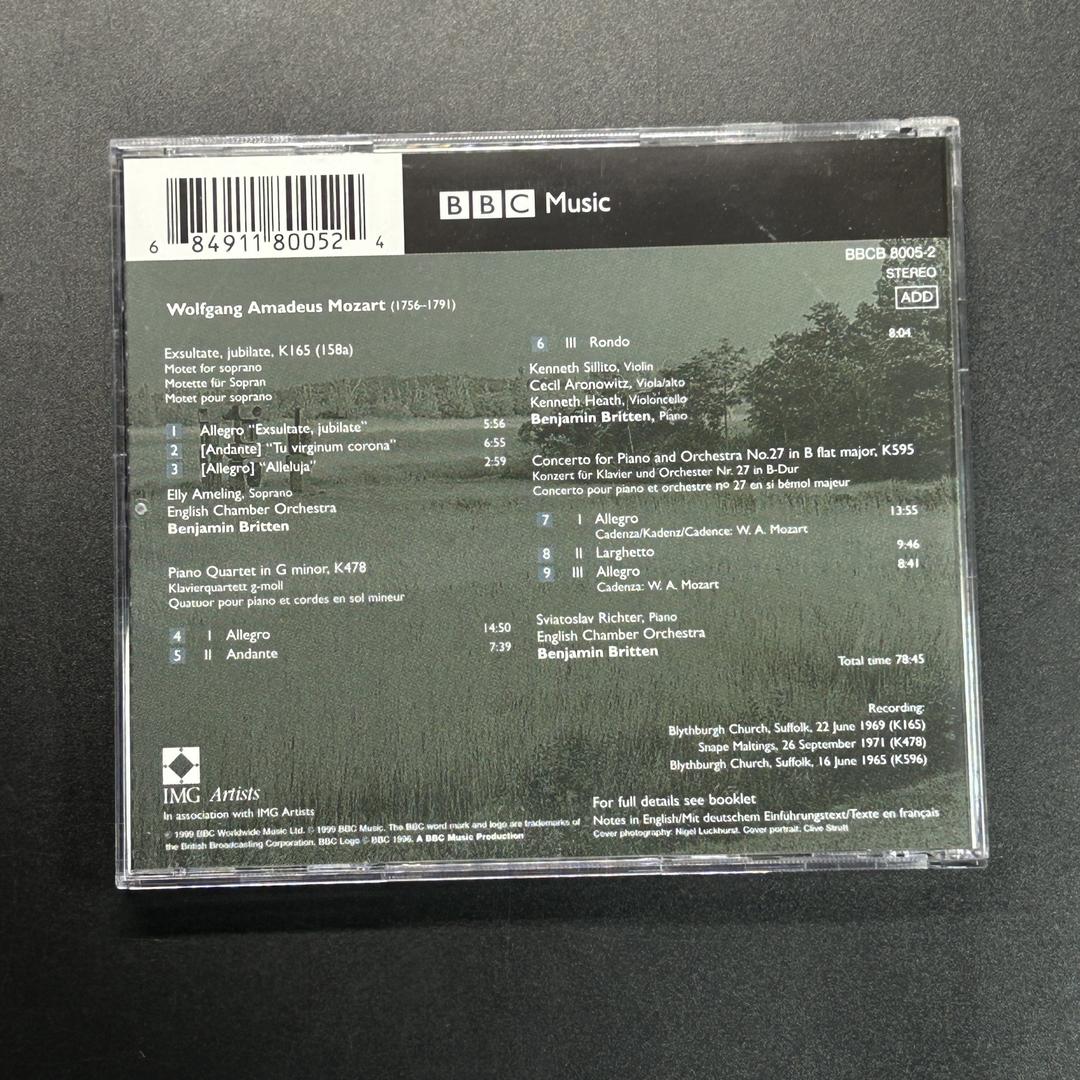 6 84911 80052 4
BBC Music
BBCB 8005-2
STEREO
ADD
Wolfgang Amadeus Mozart (1756–1791)
Exsultate, jubilate, K165 (158a)
Motet for soprano
Motette für Sopran
Motet pour soprano
1 Allegro “Exsultate, jubilate” 5:56
2 [Andante] “Tu virginum corona” 6:55
3 [Allegro] “Alleluja” 2:59
Elly Ameling, Soprano
English Chamber Orchestra
Benjamin Britten
Piano Quartet in G minor, K478
Klavierquartett g-moll
Quatuor pour piano et cordes en sol mineur
4 I Allegro 14:50
5 II Andante 7:39
6 III Rondo 8:04
Kenneth Sillito, Violin
Cecil Aronowitz, Viola/alto
Kenneth Heath, Violoncello
Benjamin Britten, Piano
Concerto for Piano and Orchestra No.27 in B flat major, K595
Konzert für Klavier und Orchester Nr. 27 in B-Dur
Concerto pour piano et orchestre nº 27 en si bémol majeur
7 I Allegro 13:55
Cadenza/Kadenz/Cadence: W. A. Mozart
8 II Larghetto 9:46
9 III Allegro 8:41
Cadenza: W. A. Mozart
Sviatoslav Richter, Piano
English Chamber Orchestra
Benjamin Britten
Total time 78:45
Recording:
Blythburgh Church, Suffolk, 22 June 1969 (K165)
Snape Maltings, 26 September 1971 (K478)
Blythburgh Church, Suffolk, 16 June 1965 (K596)
IMG Artists
In association with IMG Artists
℗ 1999 BBC Worldwide Music Ltd. © 1999 BBC Music. The BBC word mark and logo are trademarks of
the British Broadcasting Corporation. BBC Logo © BBC 1996. A BBC Music Production
For full details see booklet
Notes in English/Mit deutschem Einführungstext/Texte en français
Cover photography: Nigel Luckhurst. Cover portrait: Clive Strutt